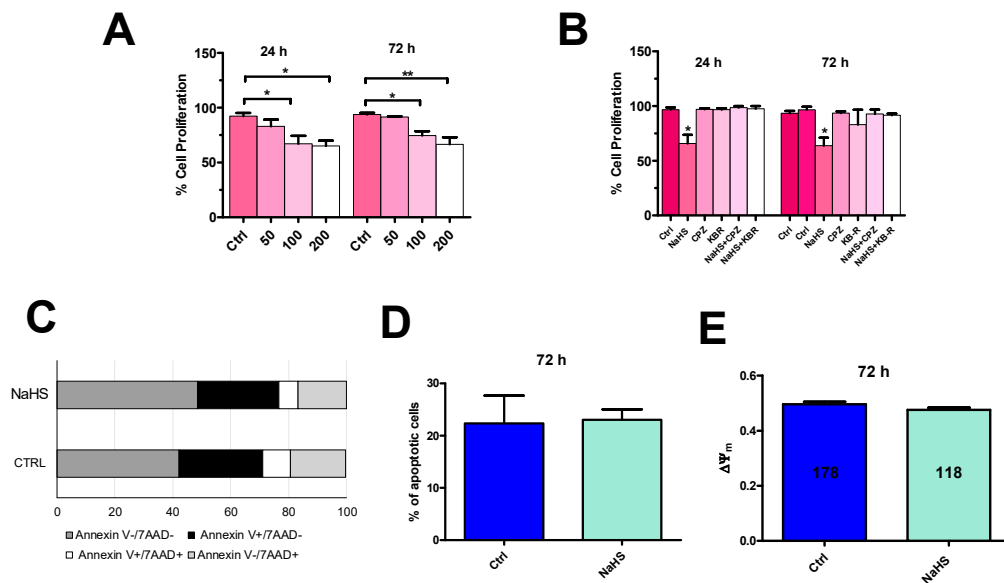 A
24 h
72 h
*
**
*
*
150
100
50
0
% Cell Proliferation
Ctrl
50
100
200
Ctrl
50
100
200
B
24 h
72 h
*
*
150
100
50
0
% Cell Proliferation
Ctrl
NaHS
CPZ
KBR
NaHS+CPZ
NaHS+KBR
Ctrl
Ctrl
NaHS
CPZ
KB-R
NaHS+CPZ
NaHS+KB-R
C
NaHS
CTRL
0 20 40 60 80 100
Annexin V-/7AAD- Annexin V+/7AAD-
Annexin V+/7AAD+ Annexin V-/7AAD+
D
72 h
30
20
10
0
% of apoptotic cells
Ctrl
NaHS
E
72 h
0.6
0.4
0.2
0.0
ΔΨm
178
118
Ctrl
NaHS